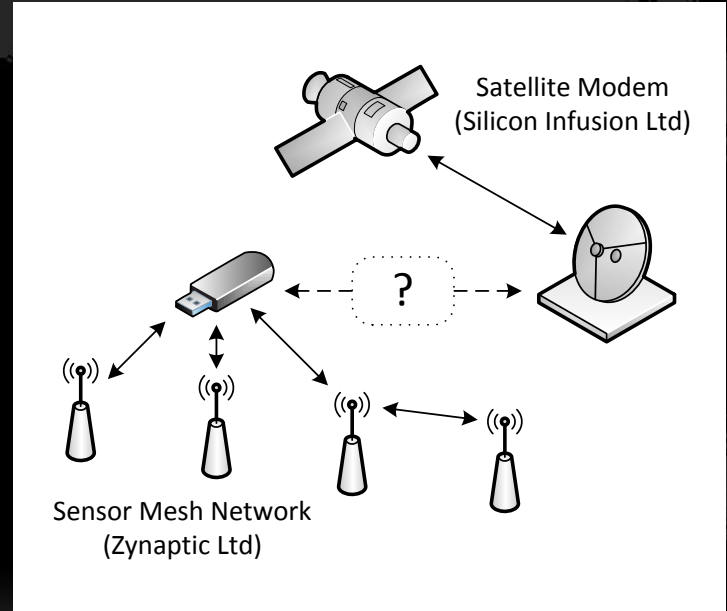 Satellite Modem
(Silicon Infusion Ltd)
?
Sensor Mesh Network
(Zynaptic Ltd)